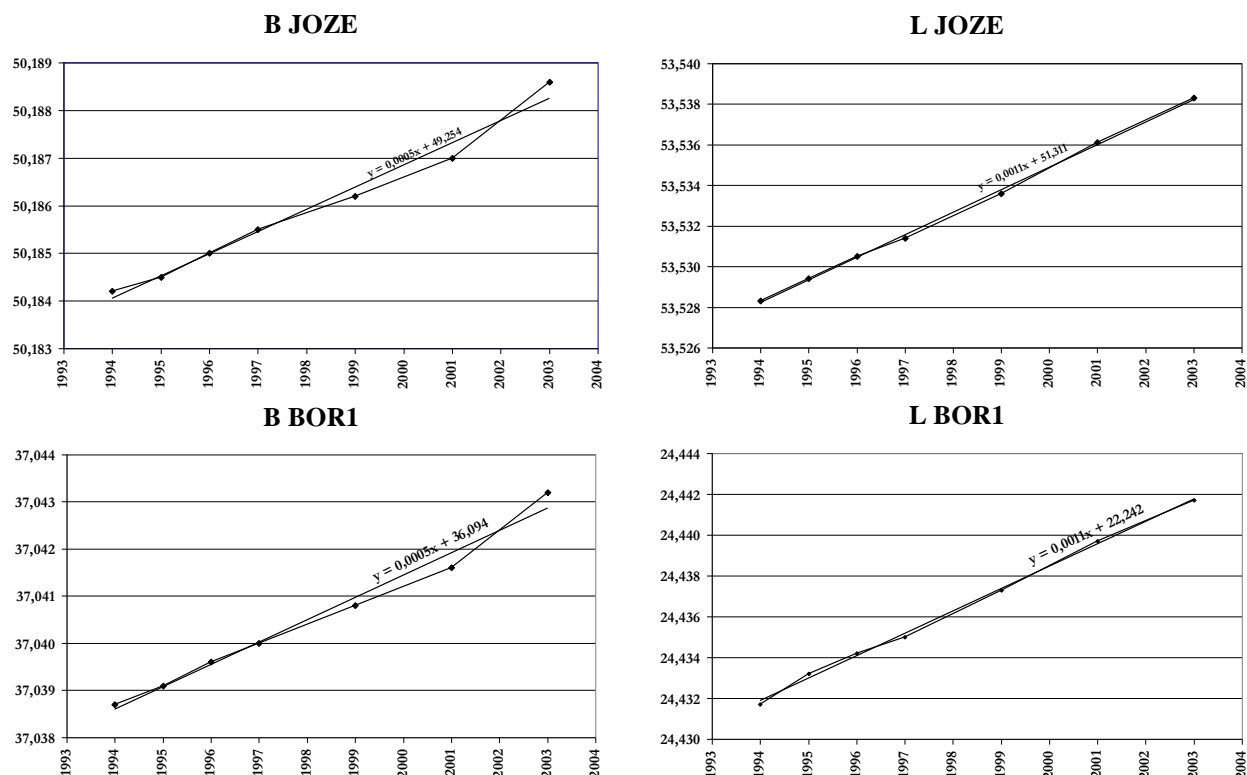 B JOZE
50,189
50,188
50,187
50,186
50,185
50,184
50,183
y = 0,0005x + 49,254
1993 1994 1995 1996 1997 1998 1999 2000 2001 2002 2003 2004
L JOZE
53,540
53,538
53,536
53,534
53,532
53,530
53,528
53,526
y = 0,0011x + 51,311
1993 1994 1995 1996 1997 1998 1999 2000 2001 2002 2003 2004
B BOR1
37,044
37,043
37,042
37,041
37,040
37,039
37,038
y = 0,0005x + 36,094
1993 1994 1995 1996 1997 1998 1999 2000 2001 2002 2003 2004
L BOR1
24,444
24,442
24,440
24,438
24,436
24,434
24,432
24,430
y = 0,0011x + 22,242
1993 1994 1995 1996 1997 1998 1999 2000 2001 2002 2003 2004